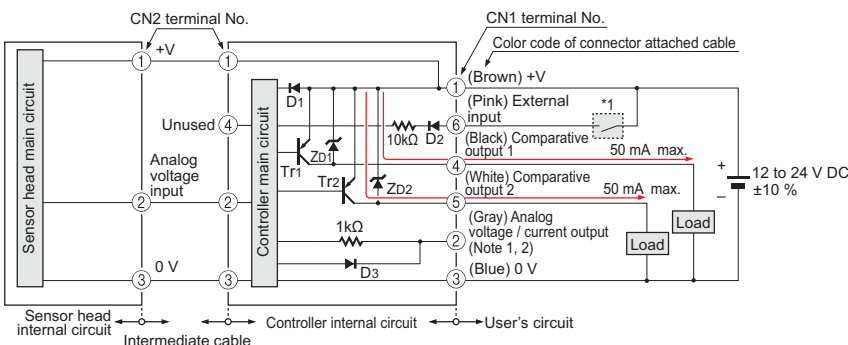 CN2 terminal No.
CN1 terminal No.
Color code of connector attached cable
+V
1
1
1
(Brown) +V
D1
(Pink) External
input
*1
Unused
4
10kΩ
D2
6
(Black) Comparative
output 1
50 mA max.
ZD1
Tr1
4
Sensor head main circuit
Controller main circuit
Analog
voltage
input
Tr2
ZD2
(White) Comparative
output 2
50 mA max.
+
–
12 to 24 V DC
±10 %
2
2
5
1kΩ
(Gray) Analog
voltage / current output
(Note 1, 2)
2
Load
Load
D3
0 V
3
3
3
(Blue) 0 V
Sensor head
internal circuit
Intermediate cable
Controller internal circuit
User's circuit